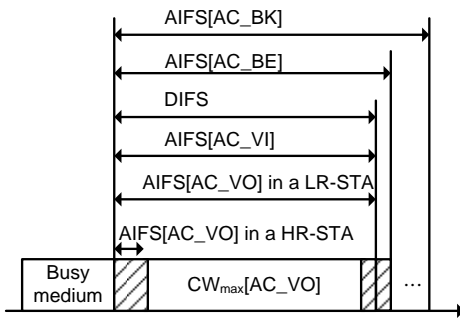 AIFS[AC_BK]
AIFS[AC_BE]
DIFS
AIFS[AC_VI]
AIFS[AC_VO] in a LR-STA
AIFS[AC_VO] in a HR-STA
Busy
medium
CWmax[AC_VO]
...